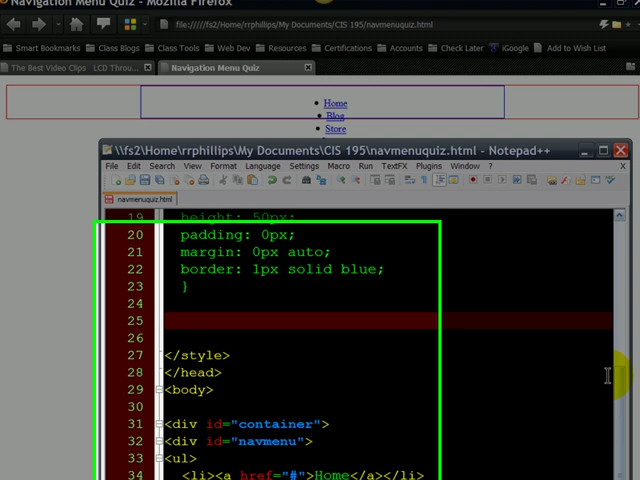 Navigation Menu Quiz - Mozilla Firefox
file://///fs2/Home/rrphillips/My Documents/CIS 195/navmenuquiz.html
Smart Bookmarks Class Blogs Class Tools Web Dev Resources Certifications Accounts Check Later iGoogle Add to Wish List
The Best Video Clips LCD Throu... Navigation Menu Quiz
Home
Blog
Store
\\fs2\Home\rrphillips\My Documents\CIS 195\navmenuquiz.html - Notepad++
File Edit Search View Format Language Settings Macro Run TextFX Plugins Window ?
navmenuquiz.html
19 height: 50px;
20 padding: 0px;
21 margin: 0px auto;
22 border: 1px solid blue;
23 }
24
25
26
27 </style>
28 </head>
29 <body>
30
31 <div id="container">
32 <div id="navmenu">
33 <ul>
34 <li><a href="#">Home</a></li>